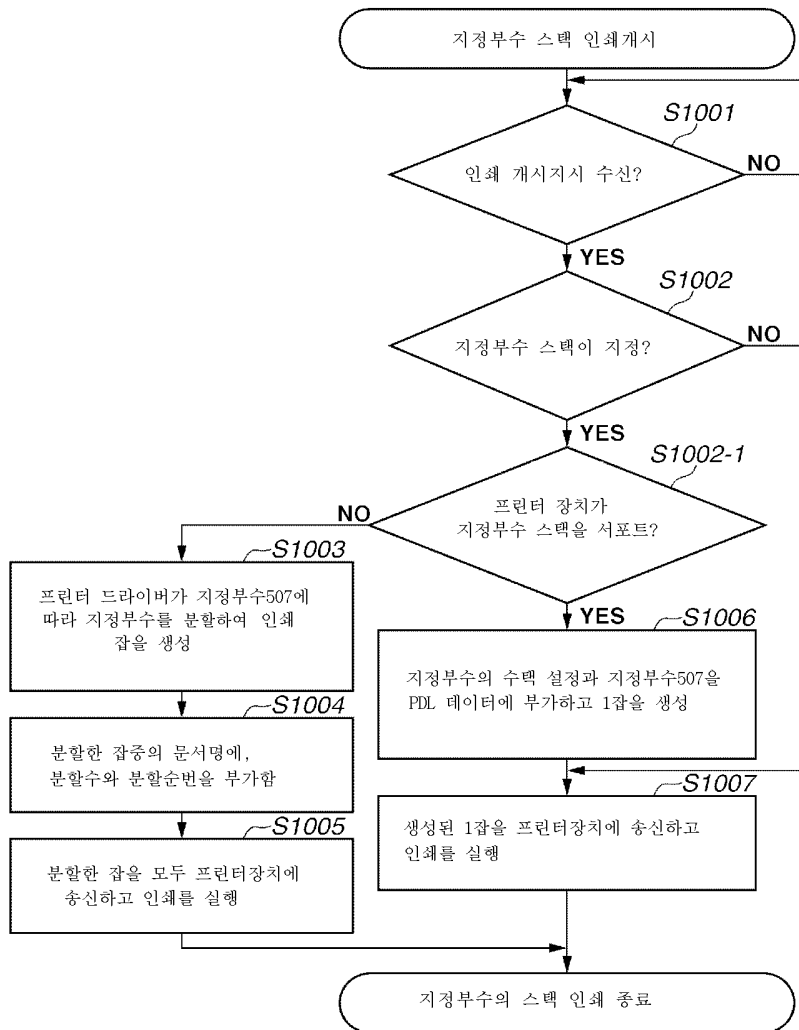 지정부수 스택 인쇄개시
S1001
인쇄 개시지시 수신?
NO
YES
S1002
지정부수 스택이 지정?
NO
YES
S1002-1
프린터 장치가
지정부수 스택을 서포트?
NO
YES
S1003
프린터 드라이버가 지정부수507에
따라 지정부수를 분할하여 인쇄
잡을 생성
S1004
분할한 잡중의 문서명에,
분할수와 분할순번을 부가함
S1005
분할한 잡을 모두 프린터장치에
송신하고 인쇄를 실행
S1006
지정부수의 수택 설정과 지정부수507을
PDL 데이터에 부가하고 1잡을 생성
S1007
생성된 1잡을 프린터장치에 송신하고
인쇄를 실행
지정부수의 스택 인쇄 종료